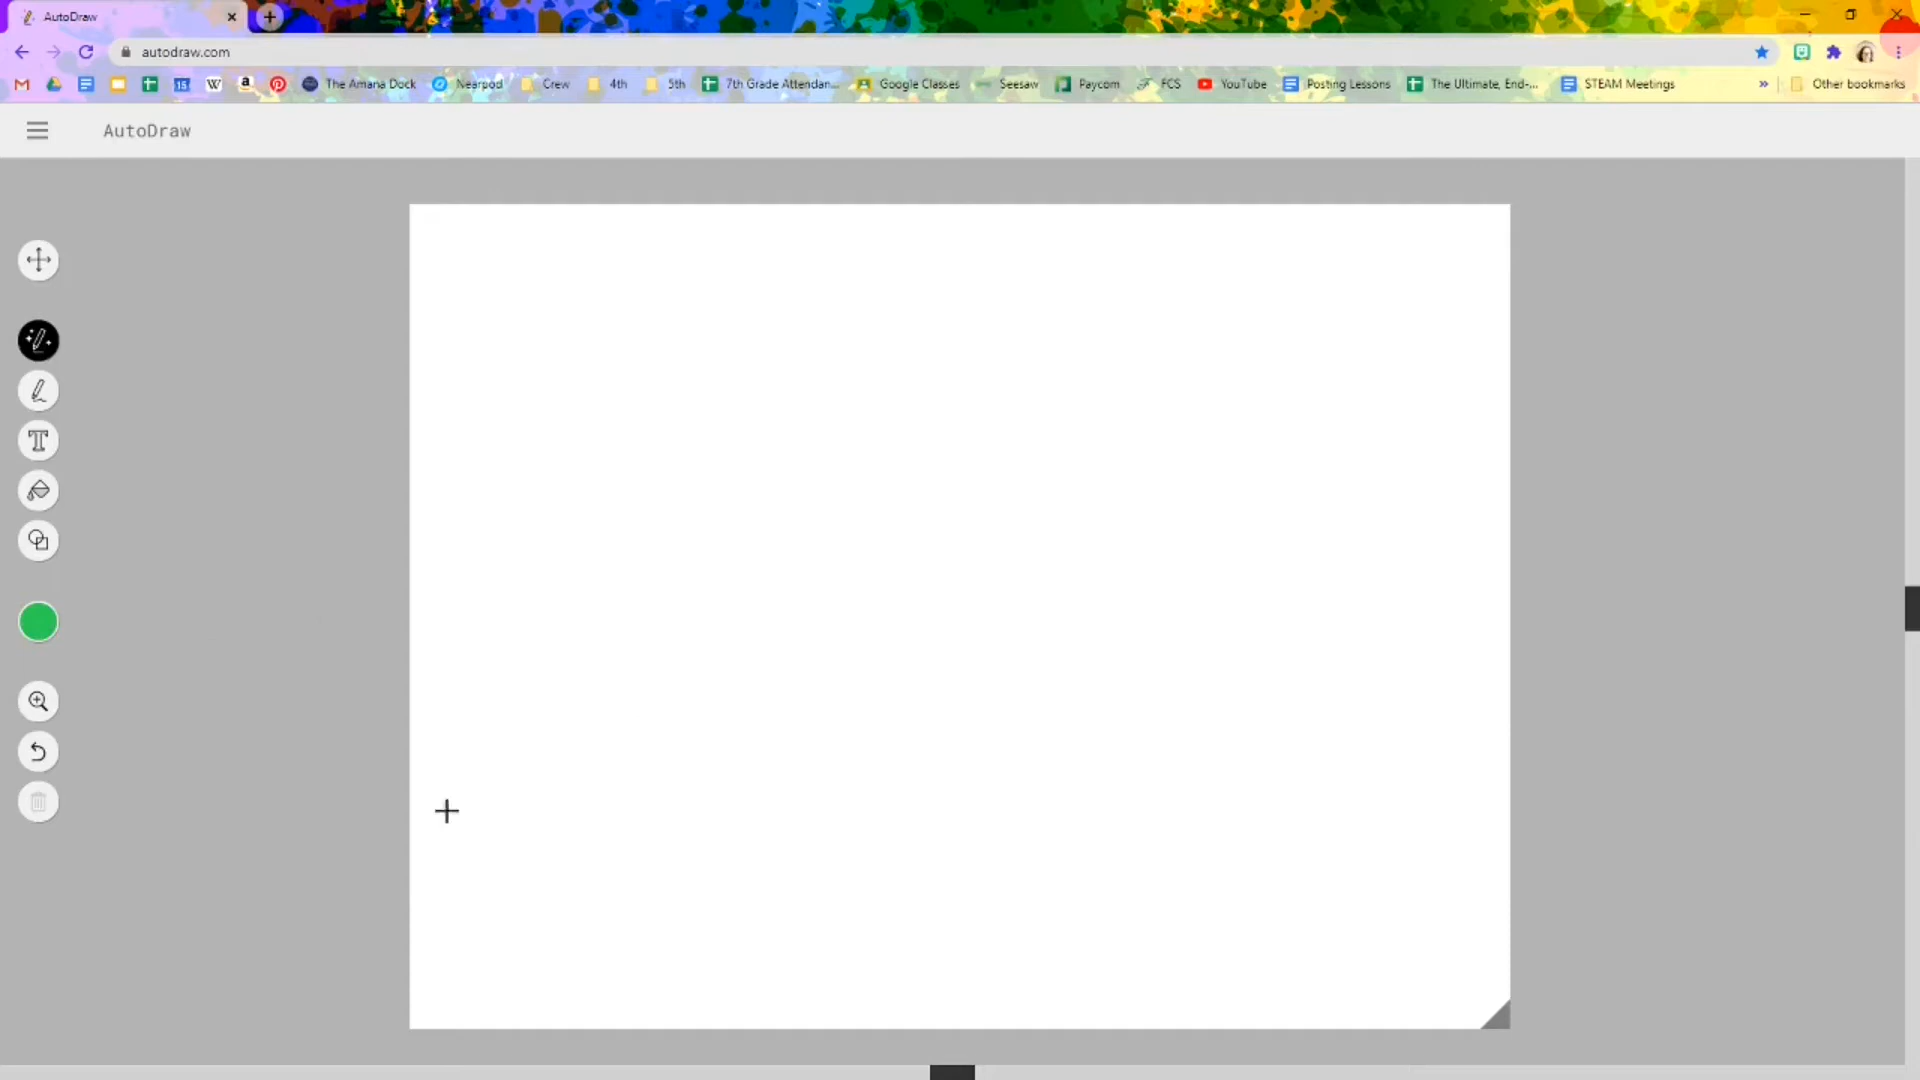 AutoDraw
autodraw.com
15 W a The Amana Dock Nearpod Crew 4th 5th 7th Grade Attendan... Google Classes Seesaw Paycom FCS YouTube Posting Lessons The Ultimate, End-... STEAM Meetings » Other bookmarks
AutoDraw
T